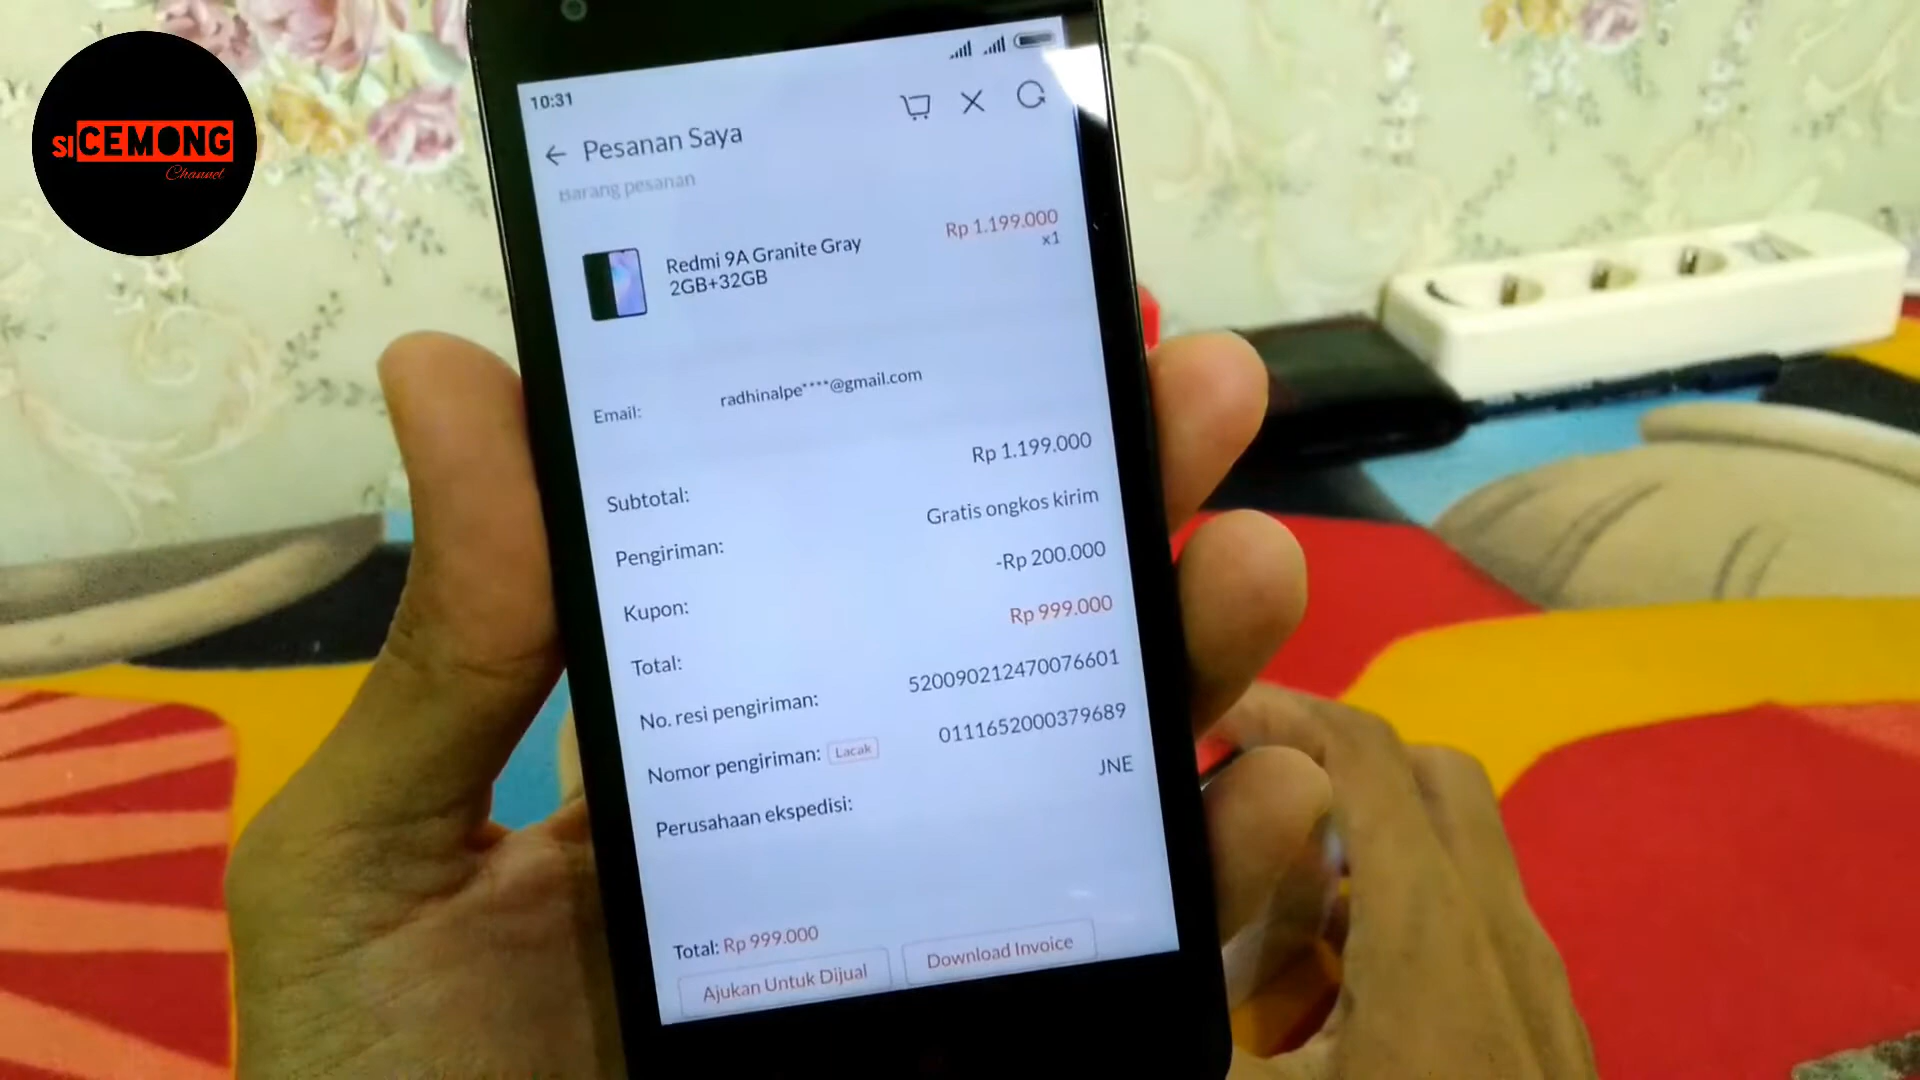 SICEMONG
Channel
10:31
Pesanan Saya
Barang pesanan
Redmi 9A Granite Gray
2GB+32GB
Rp 1.199.000
x1
Email: radhinalpe****@gmail.com
Subtotal: Rp 1.199.000
Pengiriman: Gratis ongkos kirim
Kupon: -Rp 200.000
Total: Rp 999.000
No. resi pengiriman: 520090212470076601
Nomor pengiriman: Lacak 0111652000379689
Perusahaan ekspedisi: JNE
Total: Rp 999.000
Ajukan Untuk Dijual
Download Invoice